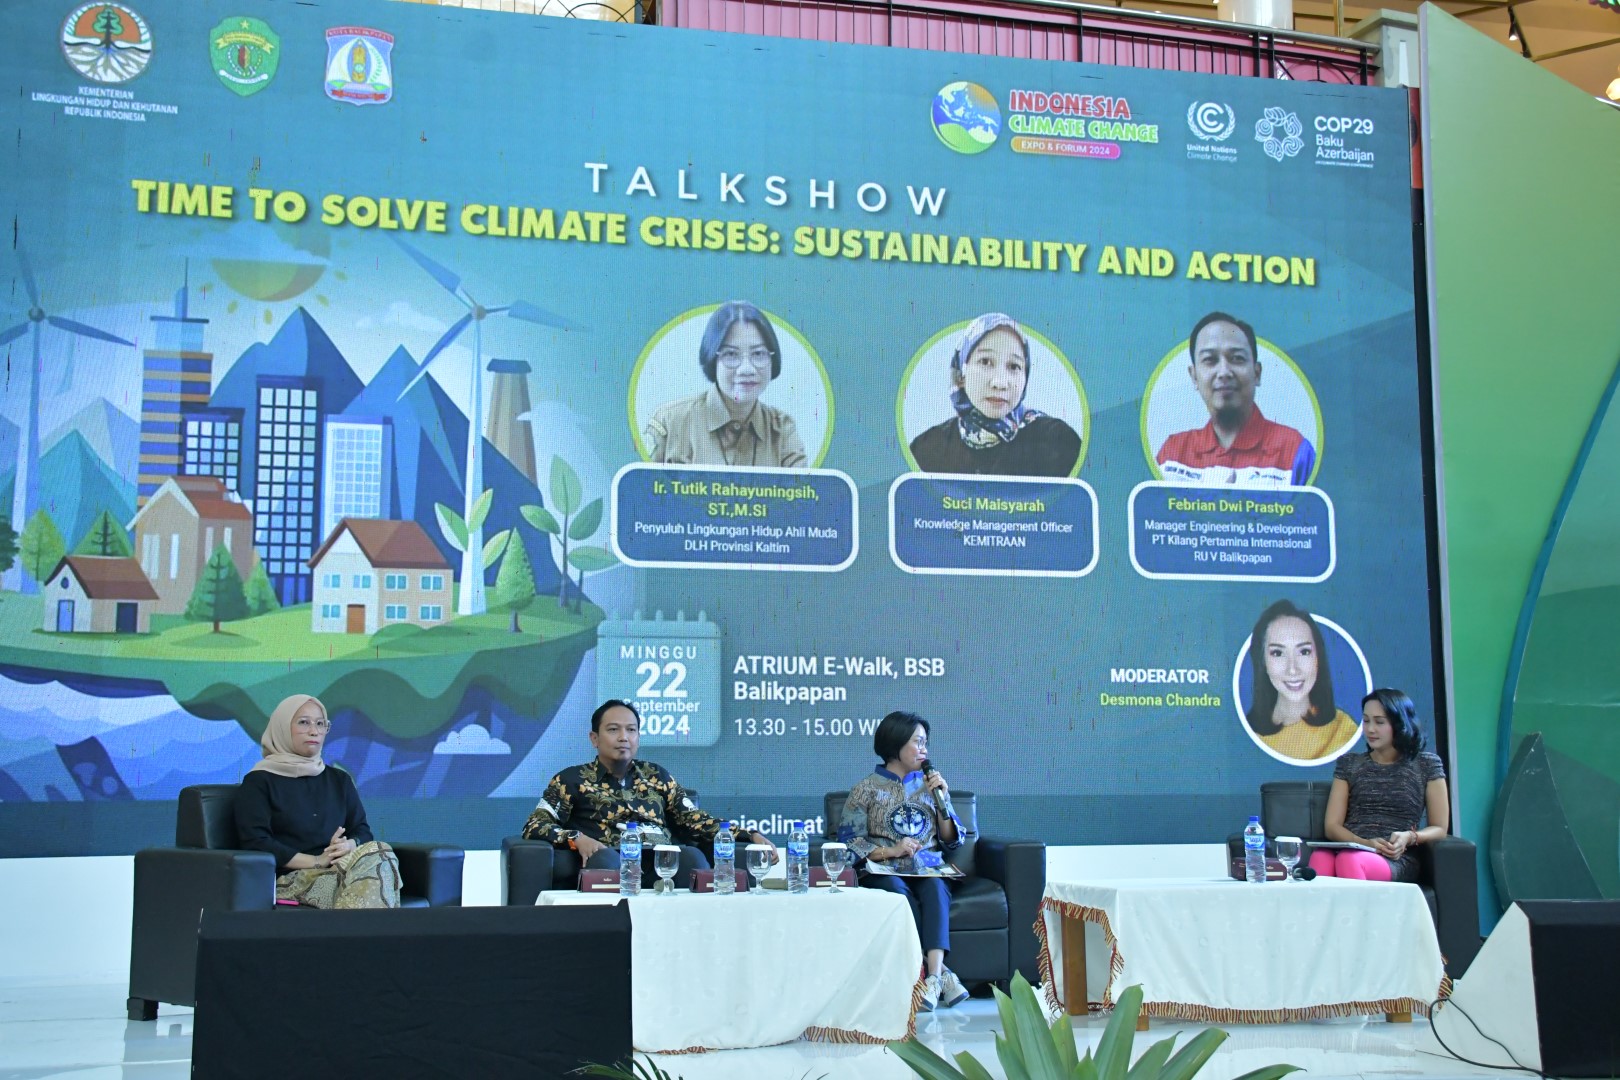 KEMENTERIAN
LINGKUNGAN HIDUP DAN KEHUTANAN
REPUBLIK INDONESIA
INDONESIA
CLIMATE CHANGE
EXPO & FORUM 2024
United Nations
Climate Change
COP29
Baku
Azerbaijan
TALKSHOW
TIME TO SOLVE CLIMATE CRISES: SUSTAINABILITY AND ACTION
Ir. Tutik Rahayuningsih,
ST.,M.Si
Penyuluh Lingkungan Hidup Ahli Muda
DLH Provinsi Kaltim
Suci Maisyarah
Knowledge Management Officer
KEMITRAAN
Febrian Dwi Prastyo
Manager Engineering & Development
PT Kilang Pertamina Internasional
RU V Balikpapan
MINGGU
22
September
2024
ATRIUM E-Walk, BSB
Balikpapan
13.30 - 15.00 WI
MODERATOR
Desmona Chandra
siaclimat